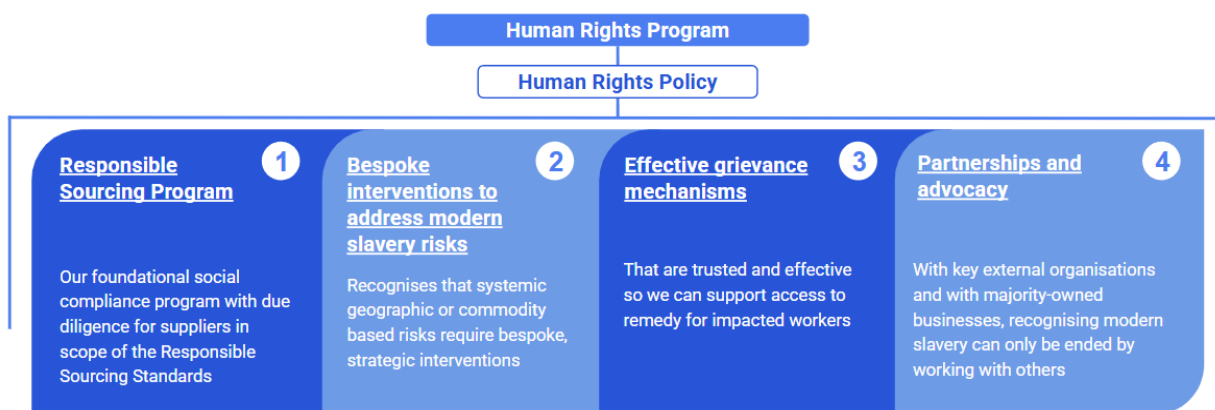 Human Rights Program
Human Rights Policy
Responsible
Sourcing Program
1
Our foundational social
compliance program with due
diligence for suppliers in
scope of the Responsible
Sourcing Standards
Bespoke
interventions to
address modern
slavery risks
2
Recognises that systemic
geographic or commodity
based risks require bespoke,
strategic interventions
Effective grievance
mechanisms
3
That are trusted and effective
so we can support access to
remedy for impacted workers
Partnerships and
advocacy
4
With key external organisations
and with majority-owned
businesses, recognising modern
slavery can only be ended by
working with others